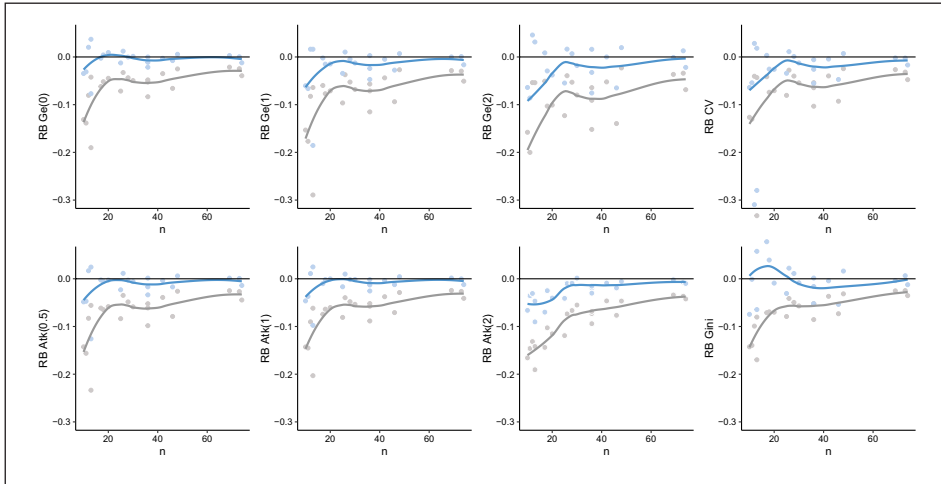 RB Ge(0)
0.0
−0.1
−0.2
−0.3
20 40 60
n
RB Ge(1)
0.0
−0.1
−0.2
−0.3
20 40 60
n
RB Ge(2)
0.0
−0.1
−0.2
−0.3
20 40 60
n
RB CV
0.0
−0.1
−0.2
−0.3
20 40 60
n
RB Atk(0.5)
0.0
−0.1
−0.2
−0.3
20 40 60
n
RB Atk(1)
0.0
−0.1
−0.2
−0.3
20 40 60
n
RB Atk(2)
0.0
−0.1
−0.2
−0.3
20 40 60
n
RB Gini
0.0
−0.1
−0.2
−0.3
20 40 60
n